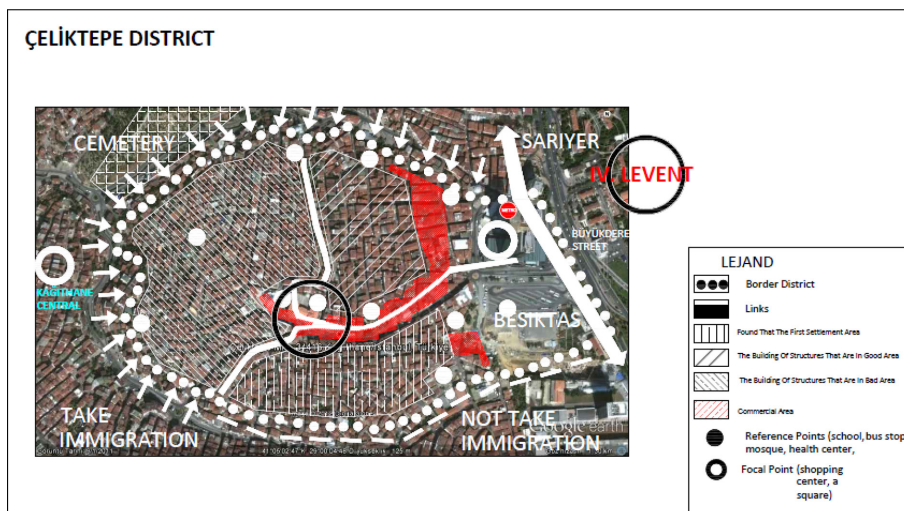 ÇELİKTEPE DISTRICT
CEMETERY
SARIYER
IV. LEVENT
METRO
BÜYÜKDERE
STREET
KAĞITHANE
CENTRAL
BEŞIKTAS
TAKE
IMMIGRATION
NOT TAKE
IMMIGRATION
Google earth
LEJAND
Border District
Links
Found That The First Settlement Area
The Building Of Structures That Are In Good Area
The Building Of Structures That Are In Bad Area
Commercial Area
Reference Points (school, bus stop,
mosque, health center,
Focal Point (shopping
center, a
square)